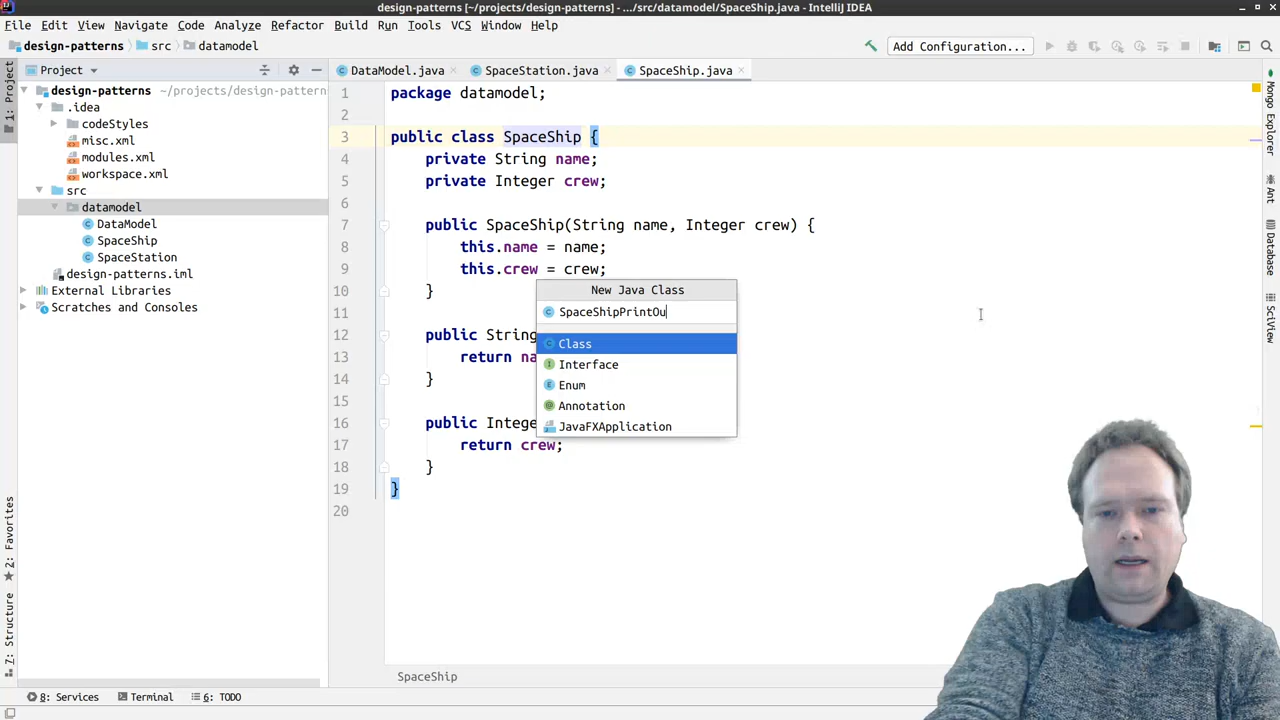 design-patterns [~/projects/design-patterns] - .../src/datamodel/SpaceShip.java - IntelliJ IDEA
File Edit View Navigate Code Analyze Refactor Build Run Tools VCS Window Help
design-patterns src datamodel
Add Configuration...
1: Project
Project
DataModel.java
SpaceStation.java
SpaceShip.java
design-patterns ~/projects/design-pattern
.idea
codeStyles
misc.xml
modules.xml
workspace.xml
src
datamodel
DataModel
SpaceShip
SpaceStation
design-patterns.iml
External Libraries
Scratches and Consoles
1 package datamodel;
2
3 public class SpaceShip {
4 private String name;
5 private Integer crew;
6
7 public SpaceShip(String name, Integer crew) {
8 this.name = name;
9 this.crew = crew;
10 }
11
12 public String
13 return na
14 }
15
16 public Intege
17 return crew;
18 }
19 }
20
New Java Class
SpaceShipPrintOu
Class
Interface
Enum
Annotation
JavaFXApplication
Mongo Explorer
Ant
Database
SciView
2: Favorites
7: Structure
SpaceShip
8: Services Terminal 6: TODO